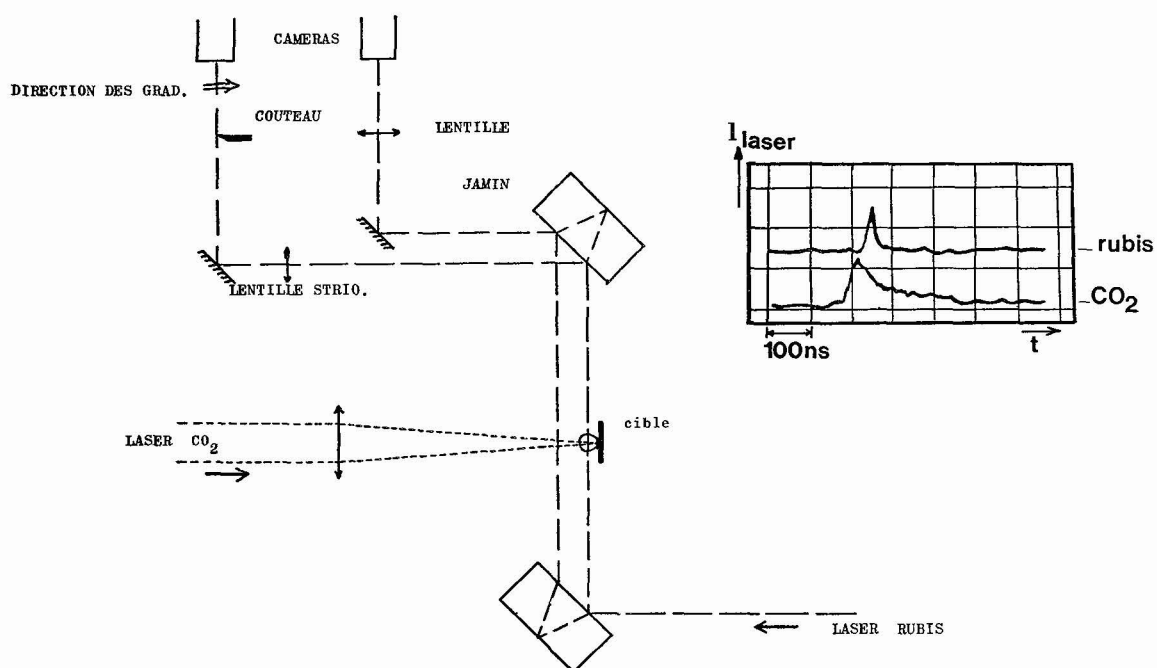 CAMERAS
DIRECTION DES GRAD.
COUTEAU
LENTILLE
JAMIN
LENTILLE STRIO.
LASER CO2
cible
LASER RUBIS
I laser
rubis
CO2
100ns
t